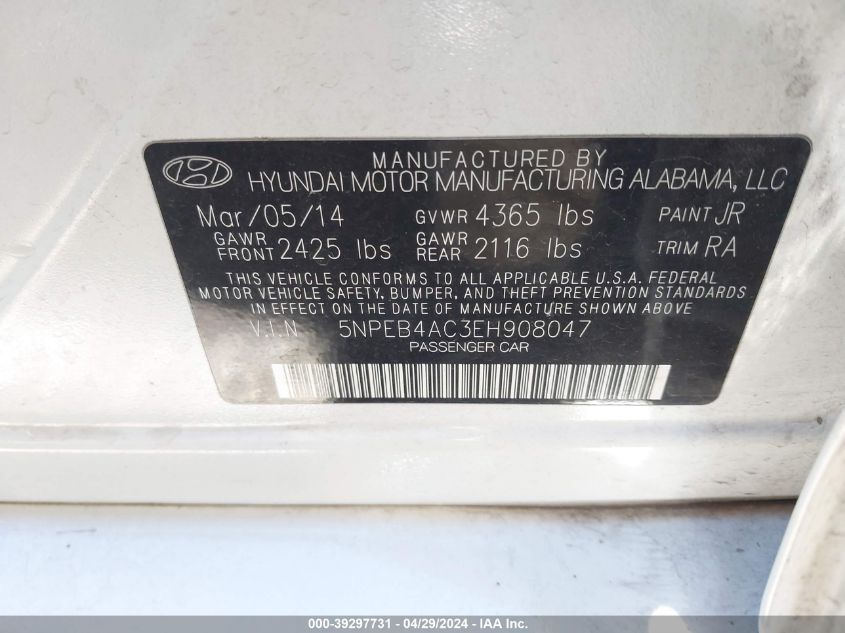 MANUFACTURED BY
HYUNDAI MOTOR MANUFACTURING ALABAMA, LLC
Mar/05/14 GVWR 4365 lbs PAINT JR
GAWR FRONT 2425 lbs GAWR REAR 2116 lbs TRIM RA
THIS VEHICLE CONFORMS TO ALL APPLICABLE U.S.A. FEDERAL
MOTOR VEHICLE SAFETY, BUMPER, AND THEFT PREVENTION STANDARDS
IN EFFECT ON THE DATE OF MANUFACTURE SHOWN ABOVE
V.I.N 5NPEB4AC3EH908047
PASSENGER CAR
000-39297731 - 04/29/2024 - IAA Inc.